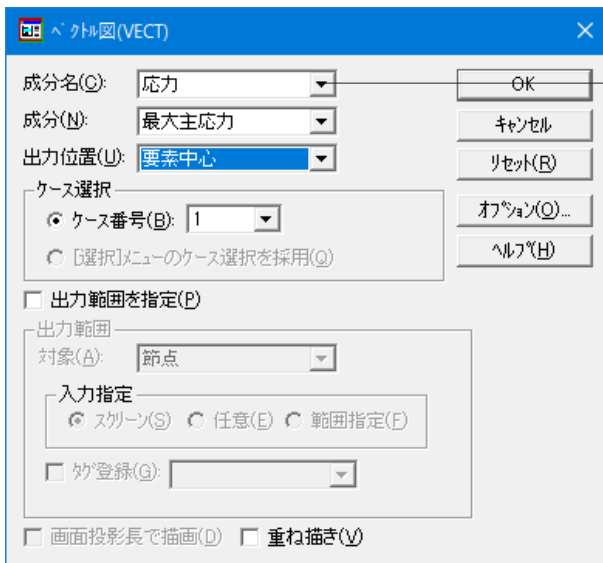 ベクトル図(VECT)
成分名(C): 応力
OK
成分(N): 最大主応力
キャンセル
出力位置(U): 要素中心
リセット(R)
ケース選択
ケース番号(B): 1
オプション(O)...
[選択]メニューのケース選択を採用(Q)
ヘルプ(H)
出力範囲を指定(P)
出力範囲
対象(A): 節点
入力指定
スクリーン(S) 任意(E) 範囲指定(F)
タグ登録(G):
画面投影長で描画(D) 重ね描き(V)